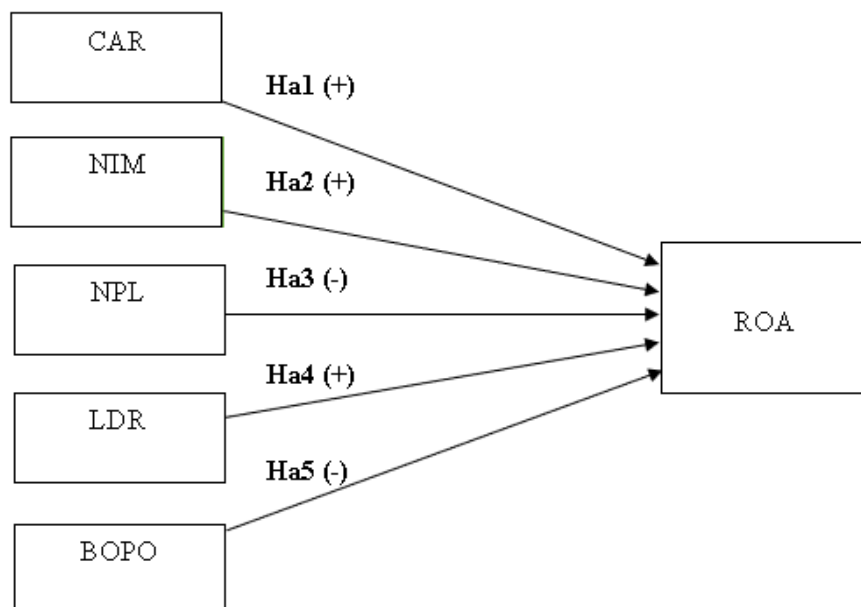 CAR
Ha1 (+)
NIM
Ha2 (+)
NPL
Ha3 (-)
ROA
Ha4 (+)
LDR
Ha5 (-)
BOPO